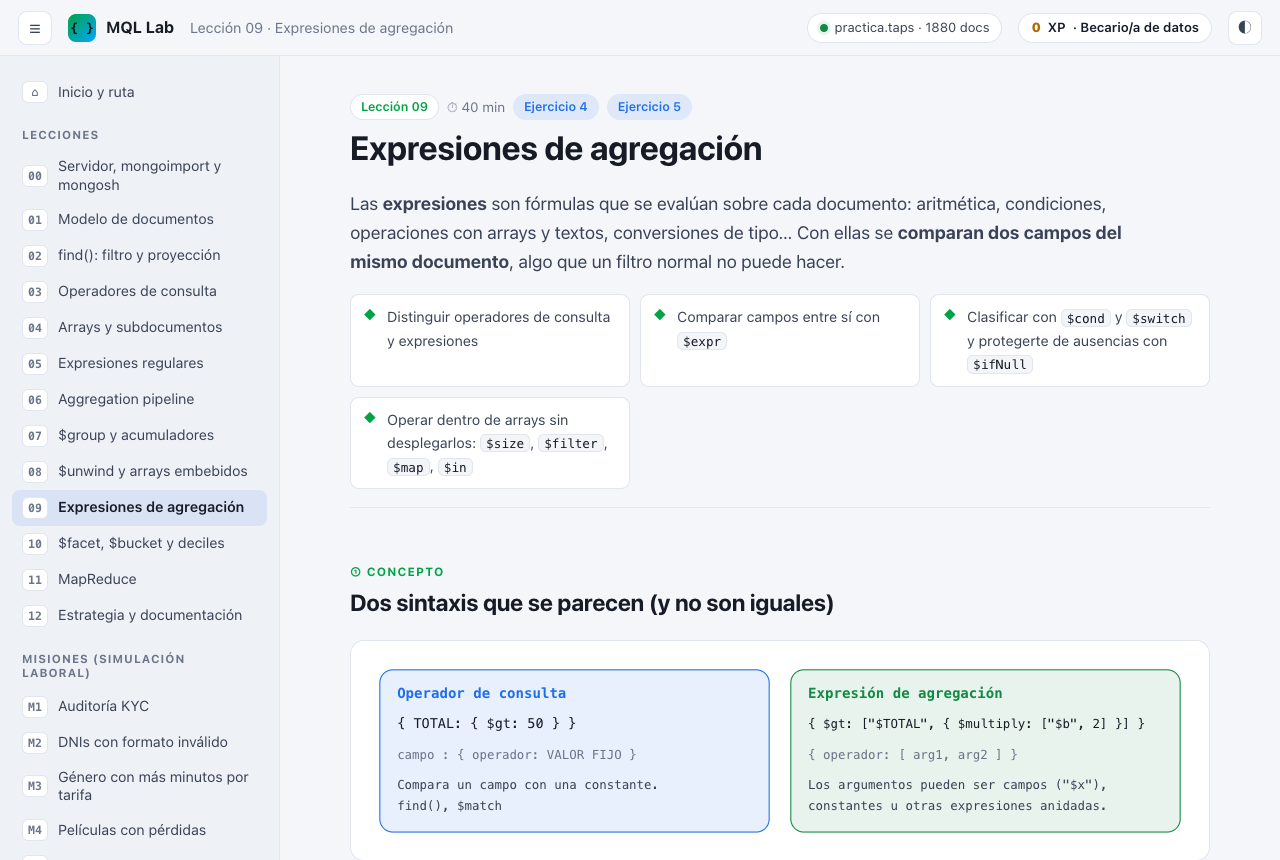 MQL Lab
Lección 09 · Expresiones de agregación
practica.taps · 1880 docs
0 XP · Becario/a de datos
Inicio y ruta
LECCIONES
00 Servidor, mongoimport y
mongosh
01 Modelo de documentos
02 find(): filtro y proyección
03 Operadores de consulta
04 Arrays y subdocumentos
05 Expresiones regulares
06 Aggregation pipeline
07 $group y acumuladores
08 $unwind y arrays embebidos
09 Expresiones de agregación
10 $facet, $bucket y deciles
11 MapReduce
12 Estrategia y documentación
MISIONES (SIMULACIÓN
LABORAL)
M1 Auditoría KYC
M2 DNIs con formato inválido
M3 Género con más minutos por
tarifa
M4 Películas con pérdidas
Lección 09
40 min
Ejercicio 4
Ejercicio 5
Expresiones de agregación
Las expresiones son fórmulas que se evalúan sobre cada documento: aritmética, condiciones,
operaciones con arrays y textos, conversiones de tipo… Con ellas se comparan dos campos del
mismo documento, algo que un filtro normal no puede hacer.
Distinguir operadores de consulta
y expresiones
Comparar campos entre sí con
$expr
Clasificar con $cond y $switch
y protegerte de ausencias con
$ifNull
Operar dentro de arrays sin
desplegarlos: $size, $filter,
$map, $in
① CONCEPTO
Dos sintaxis que se parecen (y no son iguales)
Operador de consulta
{ TOTAL: { $gt: 50 } }
campo : { operador: VALOR FIJO }
Compara un campo con una constante.
find(), $match
Expresión de agregación
{ $gt: ["$TOTAL", { $multiply: ["$b", 2] }] }
{ operador: [ arg1, arg2 ] }
Los argumentos pueden ser campos ("$x"),
constantes u otras expresiones anidadas.